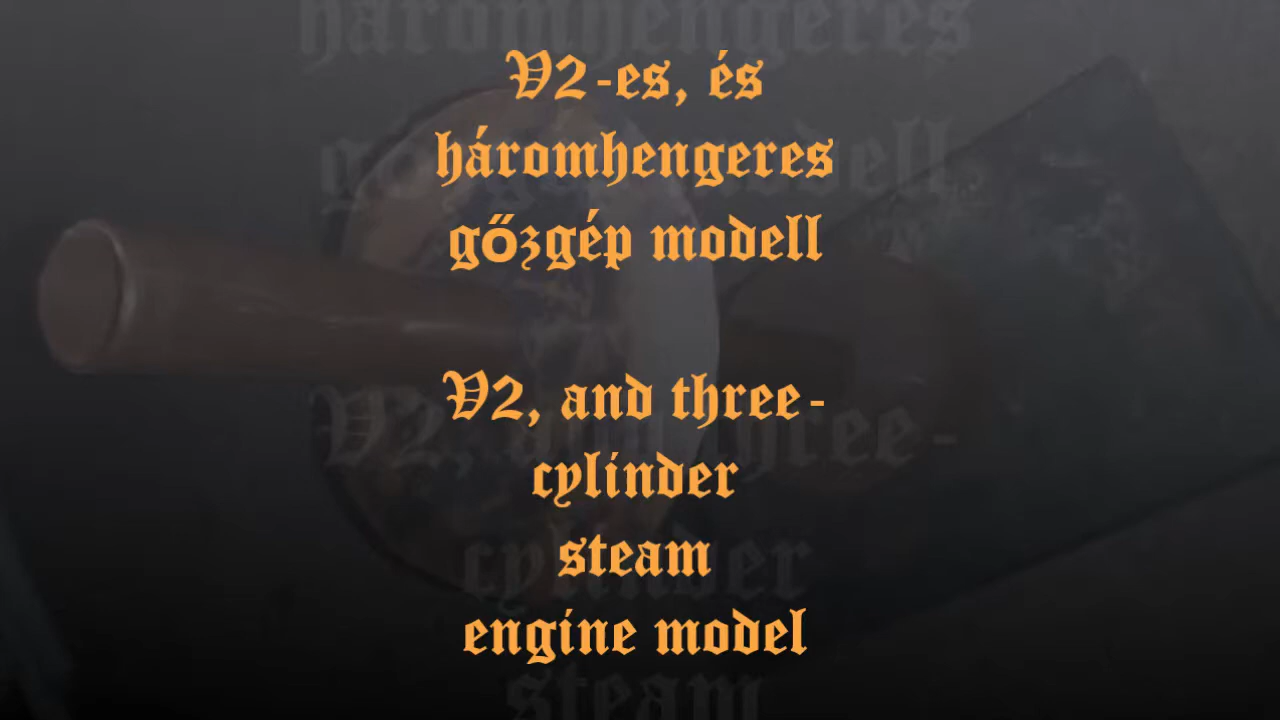 V2-es, és
háromhengeres
gőzgép modell
V2, and three-
cylinder
steam
engine model